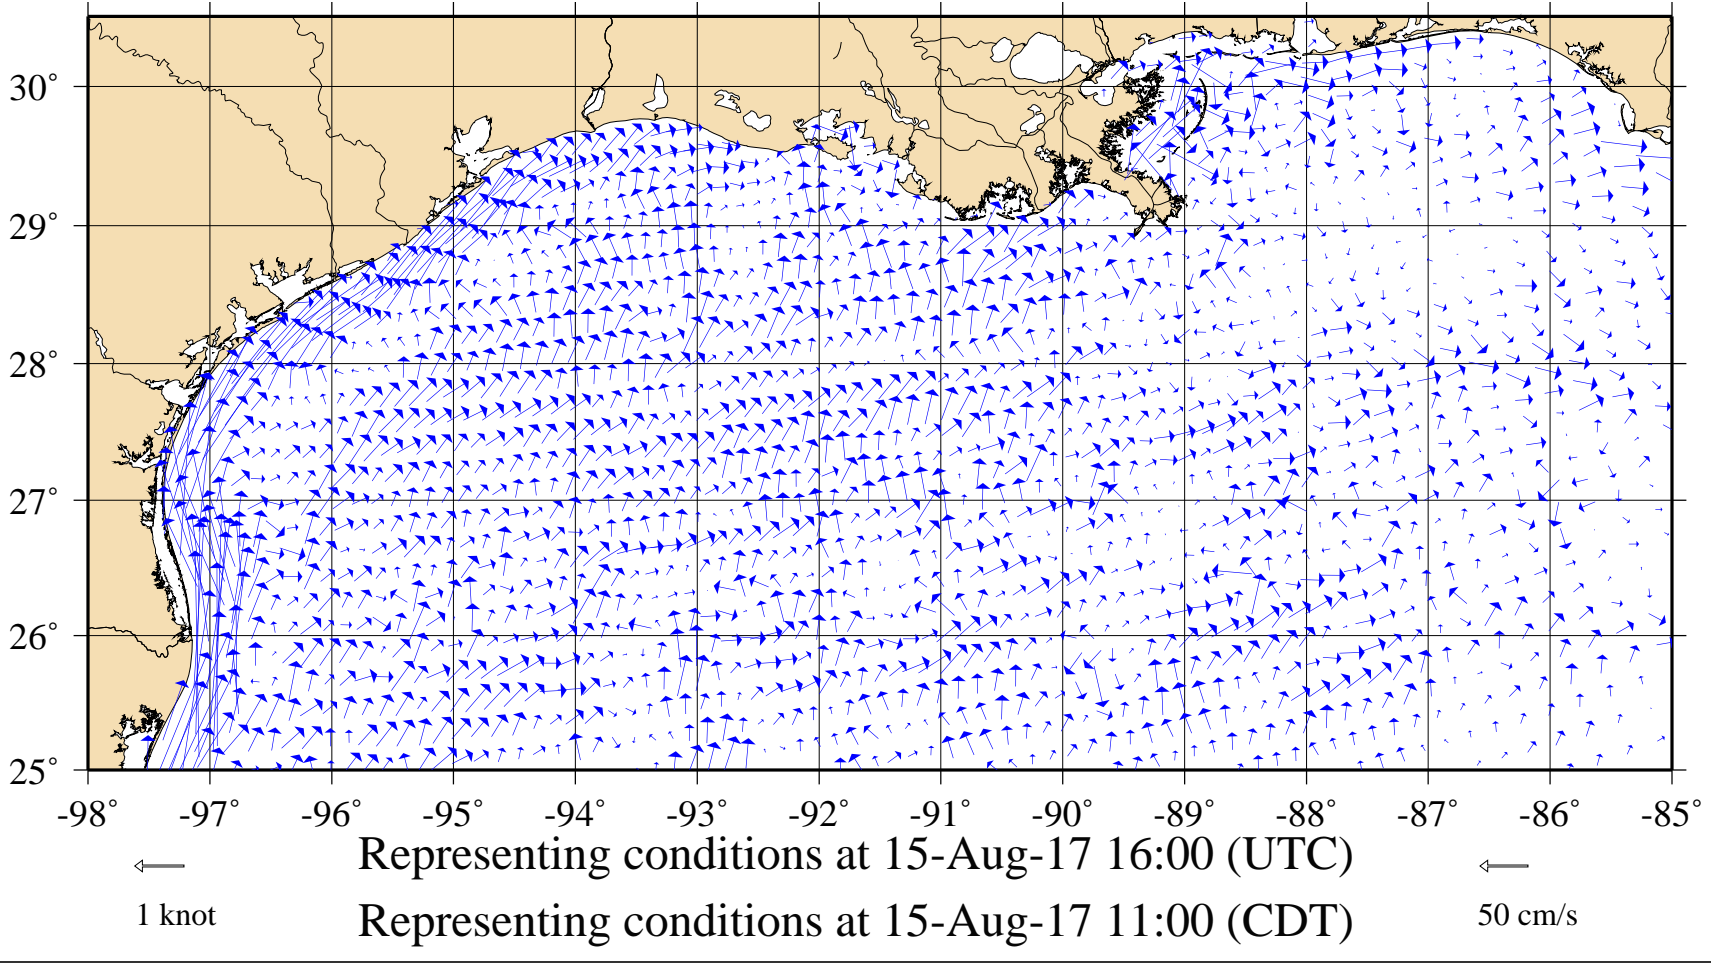 30°
29°
28°
27°
26°
25°
-98° -97° -96° -95° -94° -93° -92° -91° -90° -89° -88° -87° -86° -85°
Representing conditions at 15-Aug-17 16:00 (UTC)
1 knot Representing conditions at 15-Aug-17 11:00 (CDT) 50 cm/s